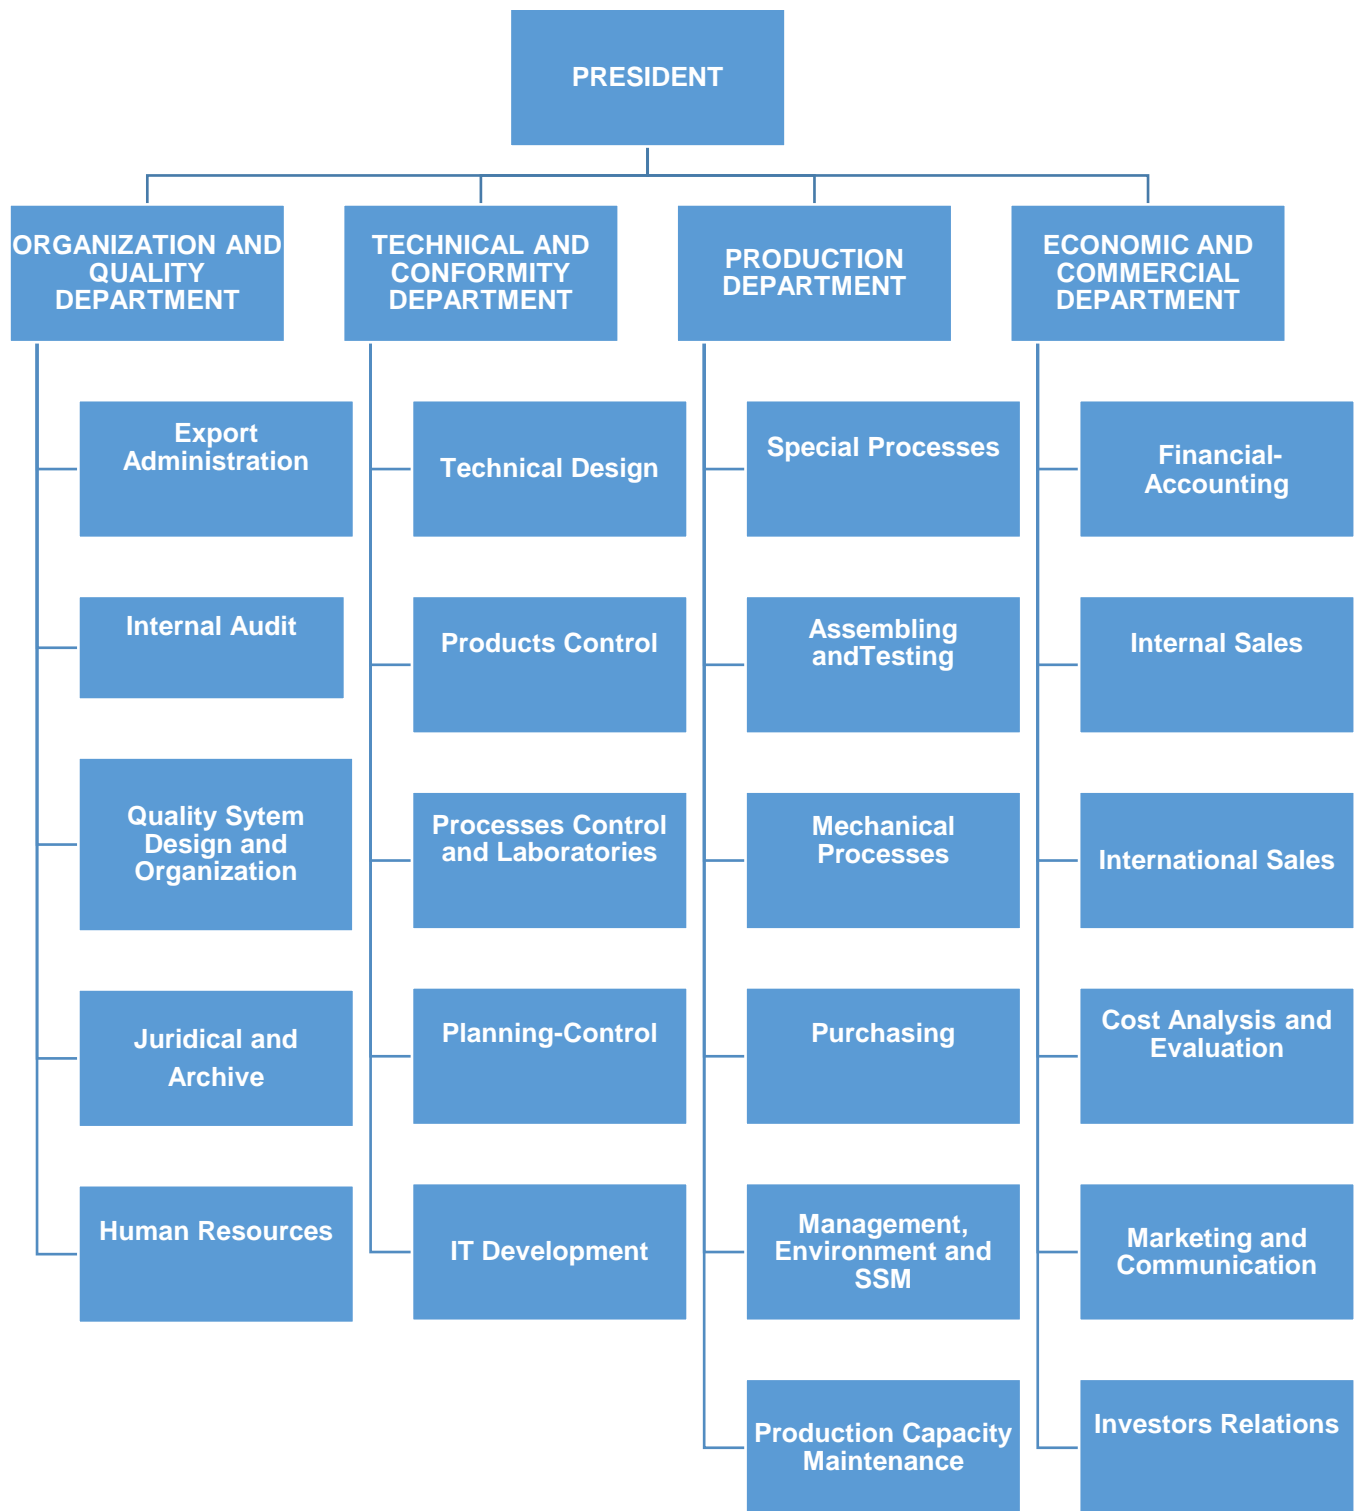 PRESIDENT
ORGANIZATION AND
QUALITY
DEPARTMENT
TECHNICAL AND
CONFORMITY
DEPARTMENT
PRODUCTION
DEPARTMENT
ECONOMIC AND
COMMERCIAL
DEPARTMENT
Export
Administration
Internal Audit
Quality Sytem
Design and
Organization
Juridical and
Archive
Human Resources
Technical Design
Products Control
Processes Control
and Laboratories
Planning-Control
IT Development
Special Processes
Assembling
andTesting
Mechanical
Processes
Purchasing
Management,
Environment and
SSM
Production Capacity
Maintenance
Financial-
Accounting
Internal Sales
International Sales
Cost Analysis and
Evaluation
Marketing and
Communication
Investors Relations